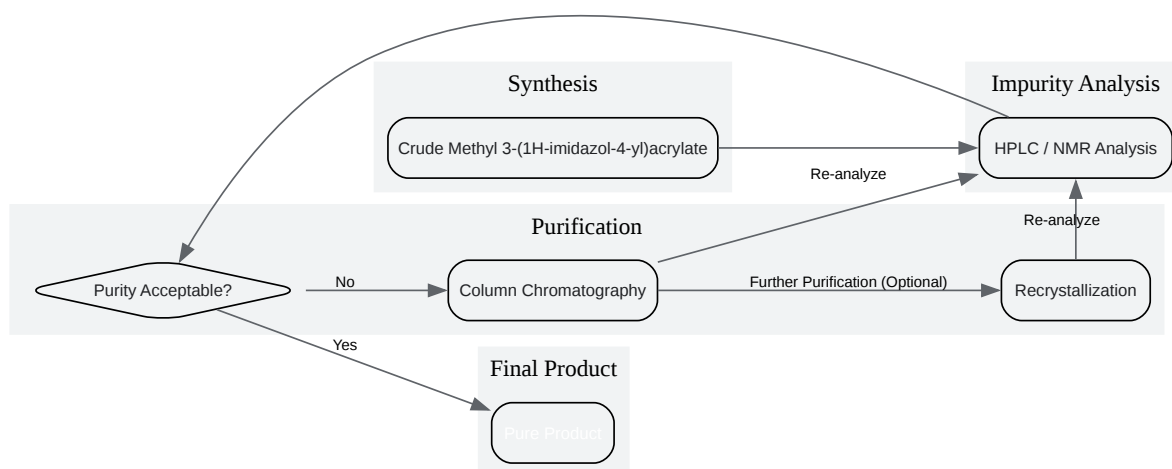 Synthesis
Impurity Analysis
Crude Methyl 3-(1H-imidazol-4-yl)acrylate
HPLC / NMR Analysis
Re-analyze
Re-analyze
Purification
Purity Acceptable?
No
Column Chromatography
Further Purification (Optional)
Recrystallization
Yes
Final Product
Pure Product